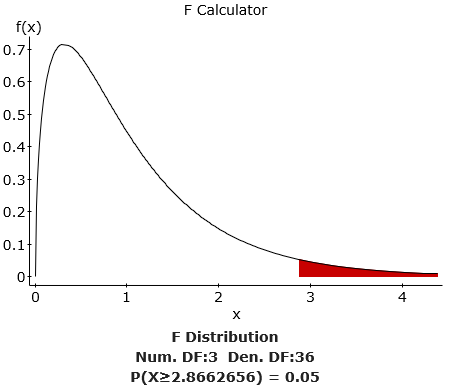 F Calculator
f(x)
0.7
0.6
0.5
0.4
0.3
0.2
0.1
0
0 1 2 3 4
x
F Distribution
Num. DF:3 Den. DF:36
P(X≥2.8662656) = 0.05